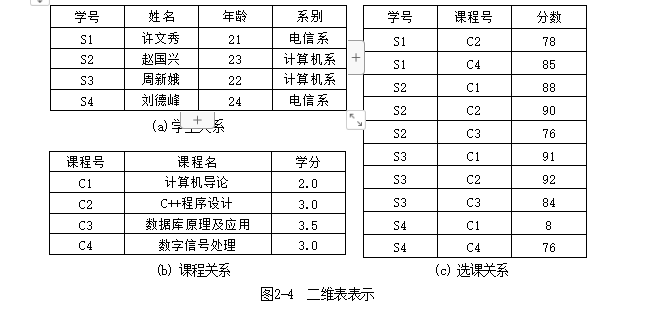 学号 姓名 年龄 系别
S1 许文秀 21 电信系
S2 赵国兴 23 计算机系
S3 周新娥 22 计算机系
S4 刘德峰 24 电信系
(a)学生关系
课程号 课程名 学分
C1 计算机导论 2.0
C2 C++程序设计 3.0
C3 数据库原理及应用 3.5
C4 数字信号处理 3.0
(b) 课程关系
学号 课程号 分数
S1 C2 78
S1 C4 85
S2 C1 88
S2 C2 90
S2 C3 76
S3 C1 91
S3 C2 92
S3 C3 84
S4 C1 8
S4 C4 76
(c) 选课关系
图2-4 二维表表示